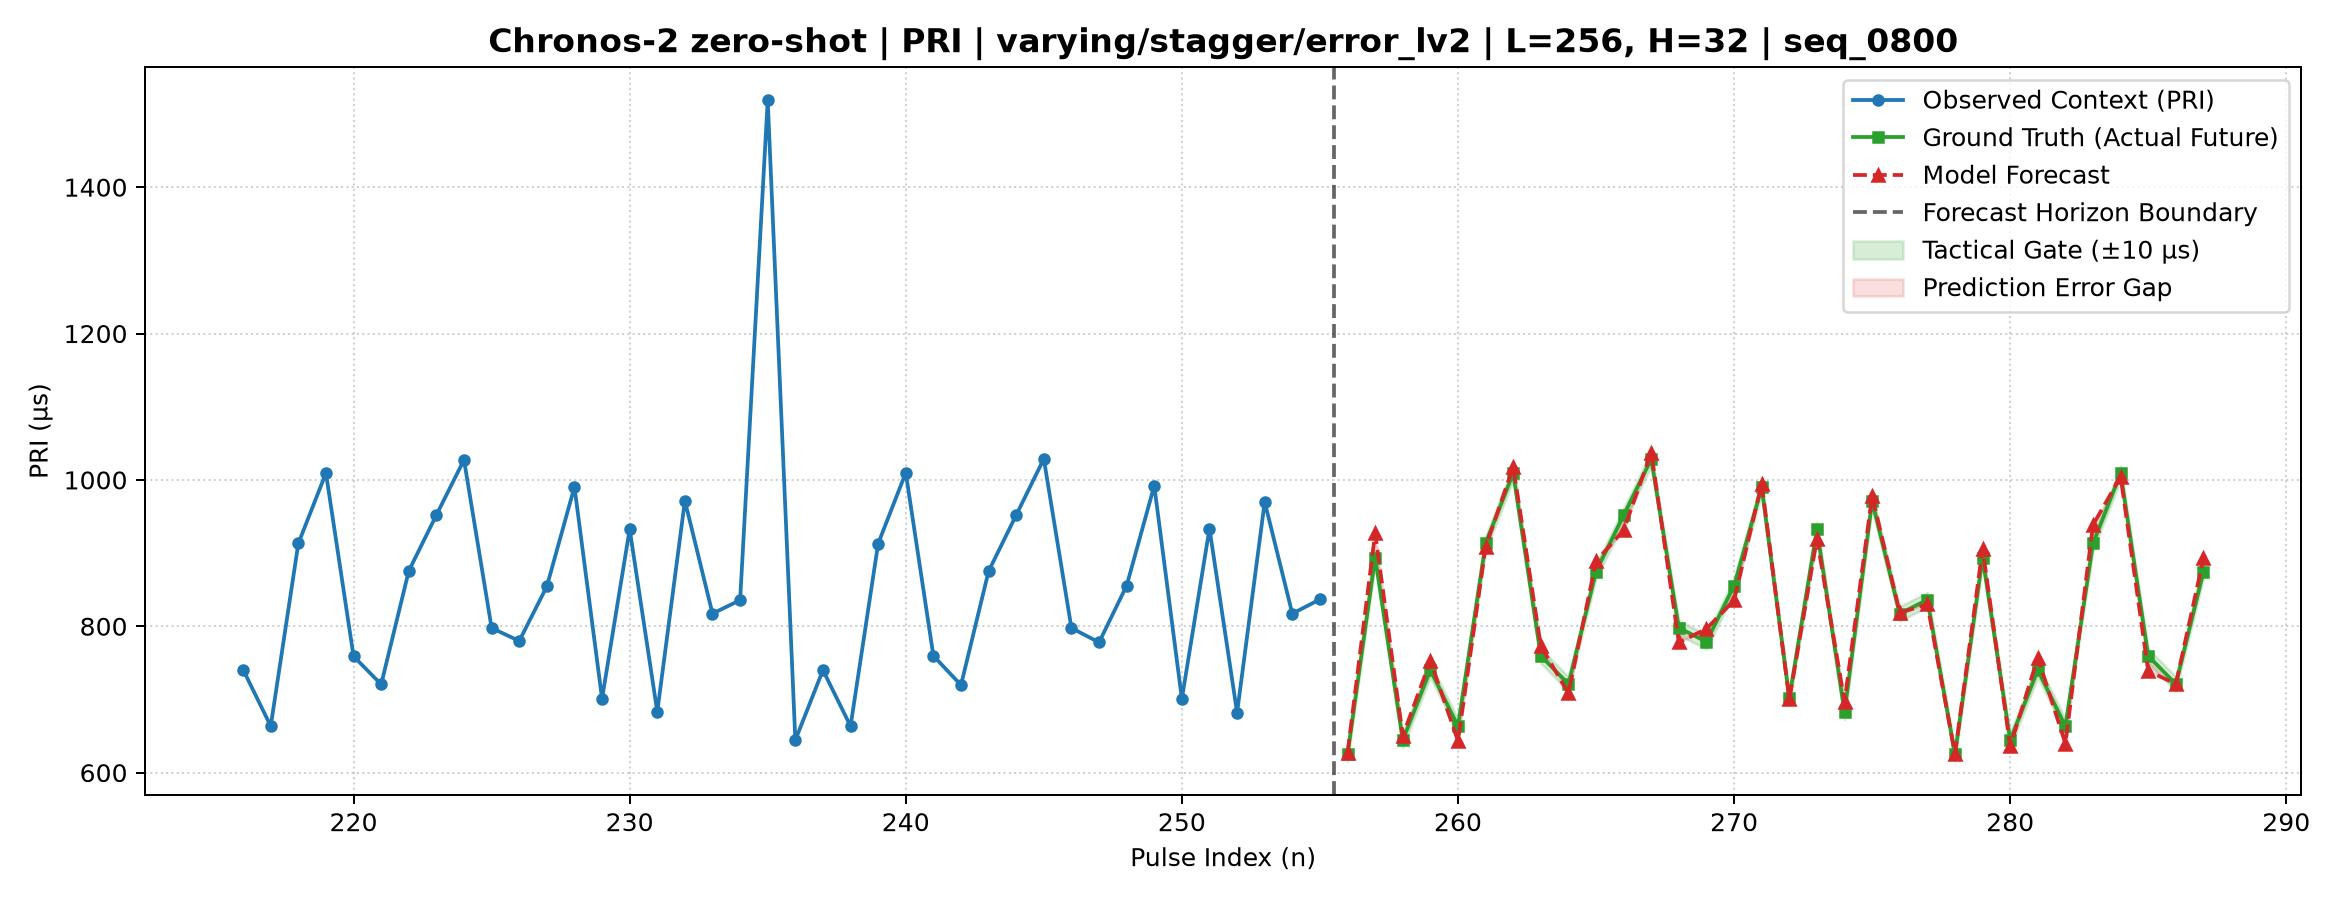 Chronos-2 zero-shot | PRI | varying/stagger/error_lv2 | L=256, H=32 | seq_0800
Observed Context (PRI)
Ground Truth (Actual Future)
Model Forecast
Forecast Horizon Boundary
Tactical Gate (±10 µs)
Prediction Error Gap
PRI (µs)
1400
1200
1000
800
600
220 230 240 250 260 270 280 290
Pulse Index (n)